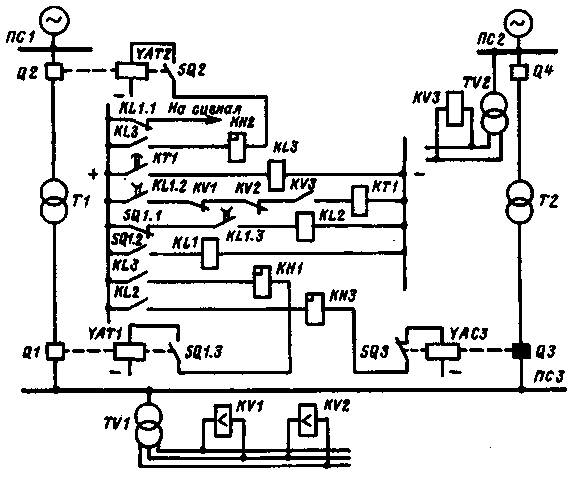 ПС1
ПС2
Q2
YAT2
SQ2
Q4
TV2
KV3
KL1.1
На сигнал
KL3
KH2
KT1
KL3
+
-
KL1.2
KV1
KV2
KV3
KT1
T1
T2
SQ1.1
KL1.3
KL2
SQ1.2
KL1
KL3
KH1
KL2
KH3
Q1
YAT1
SQ1.3
SQ3
YAC3
Q3
ПС3
TV1
KV1
KV2